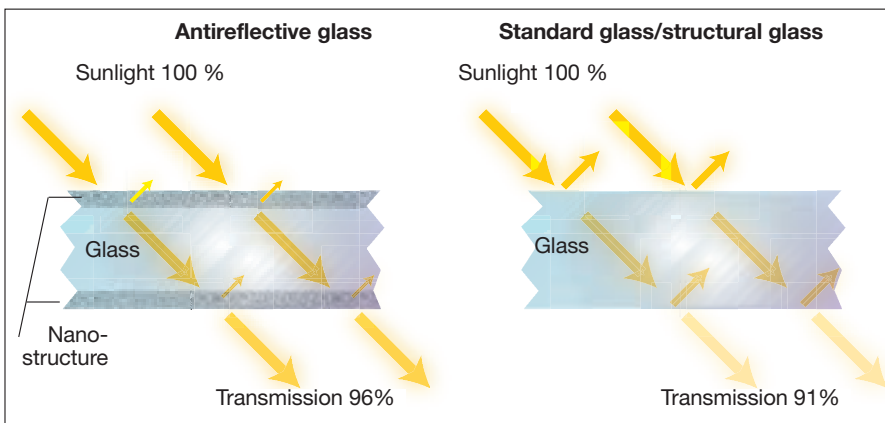 Antireflective glass
Sunlight 100 %
Glass
Nano-
structure
Transmission 96%
Standard glass/structural glass
Sunlight 100 %
Glass
Transmission 91%